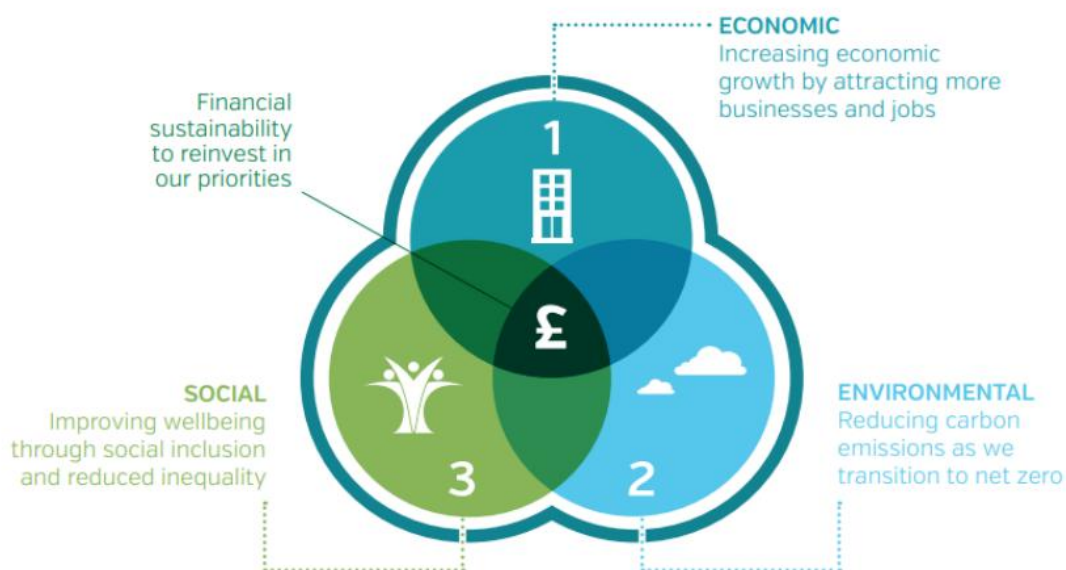 ECONOMIC
Increasing economic
growth by attracting more
businesses and jobs
Financial
sustainability
to reinvest in
our priorities
1
£
SOCIAL
Improving wellbeing
through social inclusion
and reduced inequality
3
2
ENVIRONMENTAL
Reducing carbon
emissions as we
transition to net zero